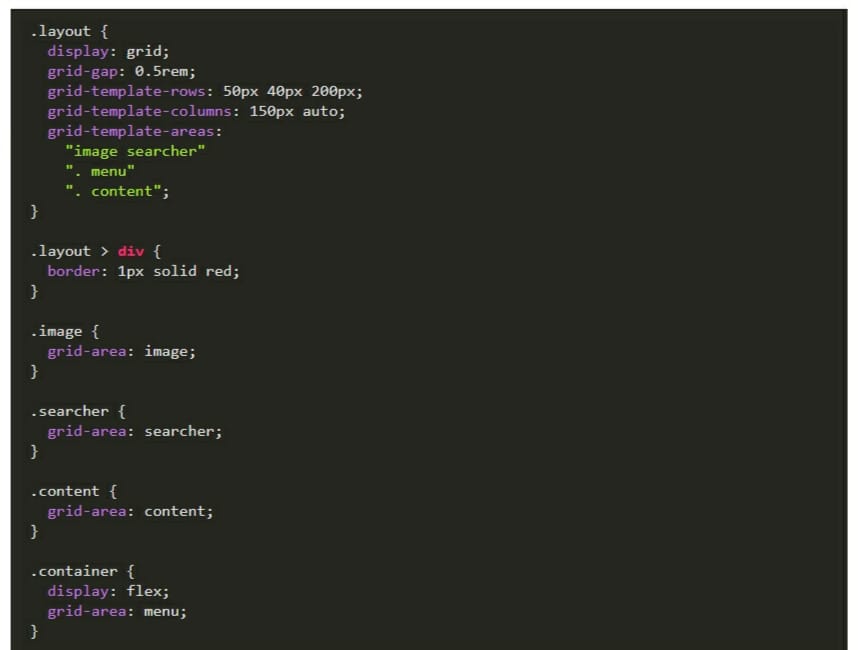 .layout {
  display: grid;
  grid-gap: 0.5rem;
  grid-template-rows: 50px 40px 200px;
  grid-template-columns: 150px auto;
  grid-template-areas:
    "image searcher"
    ". menu"
    ". content";
}

.layout > div {
  border: 1px solid red;
}

.image {
  grid-area: image;
}

.searcher {
  grid-area: searcher;
}

.content {
  grid-area: content;
}

.container {
  display: flex;
  grid-area: menu;
}